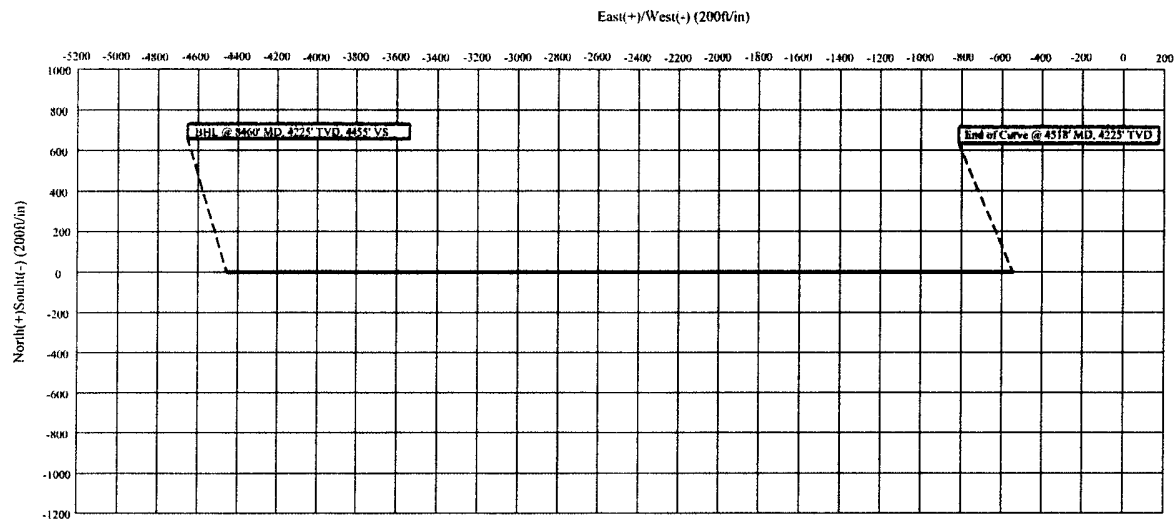 East(+)/West(-) (200ft/in)
-5200 -5000 -4800 -4600 -4400 -4200 -4000 -3800 -3600 -3400 -3200 -3000 -2800 -2600 -2400 -2200 -2000 -1800 -1600 -1400 -1200 -1000 -800 -600 -400 -200 0 200
1000
800
BHL @ 8460' MD, 4225' TVD, 4455' VS
End of Curve @ 4518' MD, 4225' TVD
600
400
200
0
-200
-400
-600
-800
-1000
-1200
North(+)Souht(-) (200ft/in)